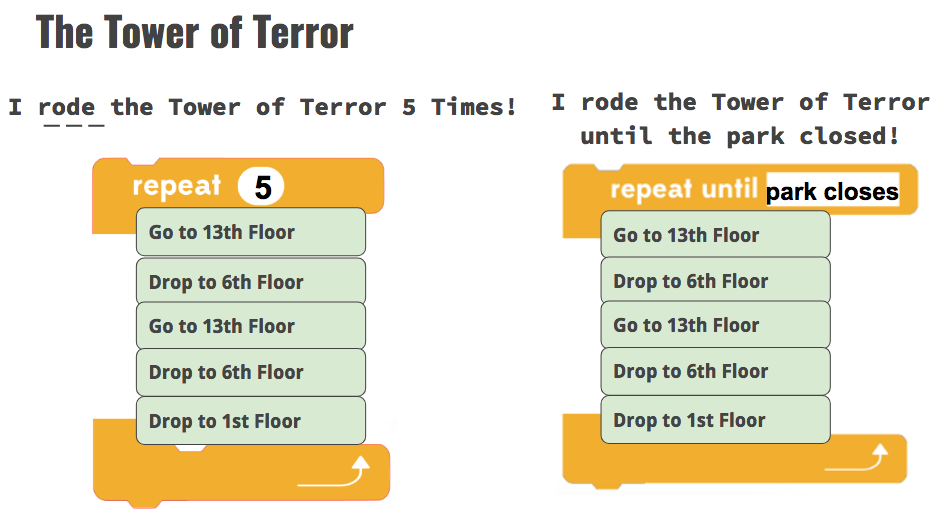 The Tower of Terror
I rode the Tower of Terror 5 Times!
repeat 5
Go to 13th Floor
Drop to 6th Floor
Go to 13th Floor
Drop to 6th Floor
Drop to 1st Floor
I rode the Tower of Terror
until the park closed!
repeat until park closes
Go to 13th Floor
Drop to 6th Floor
Go to 13th Floor
Drop to 6th Floor
Drop to 1st Floor